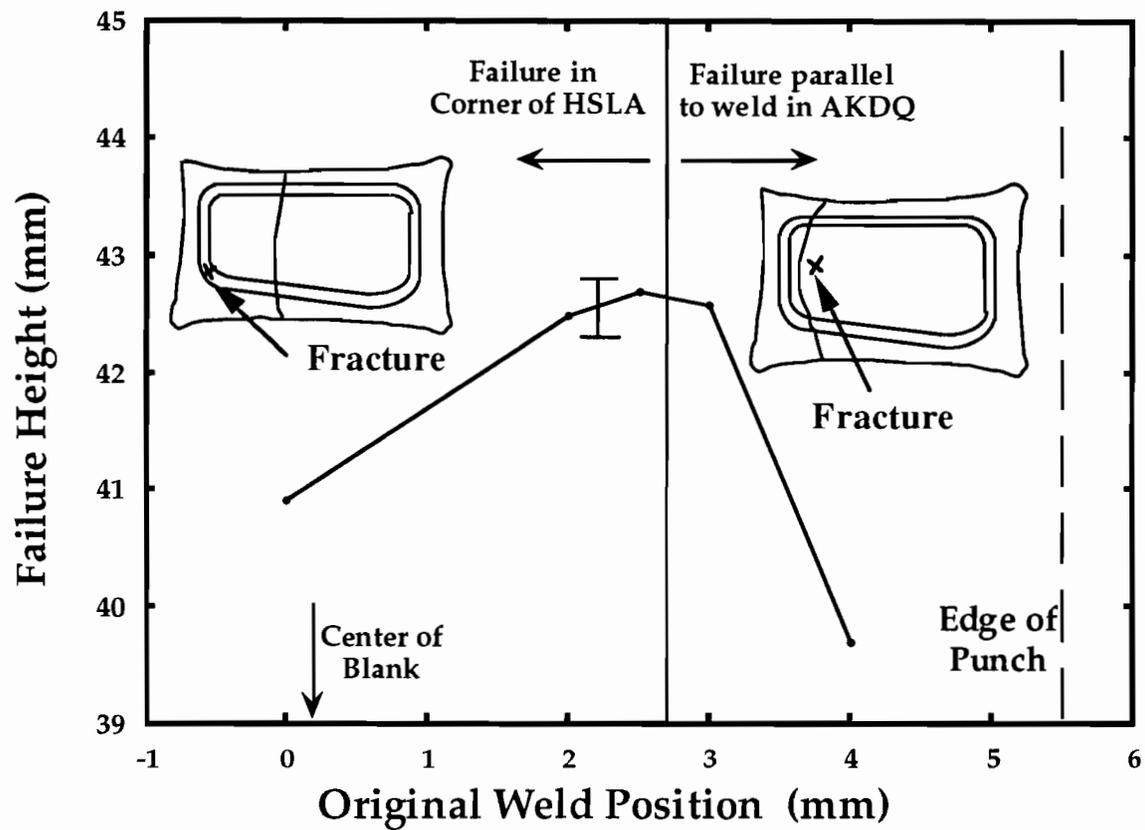 45
44
43
42
41
40
39
Failure Height (mm)
Failure in
Corner of HSLA
Failure parallel
to weld in AKDQ
Fracture
Fracture
Center of
Blank
Edge of
Punch
-1 0 1 2 3 4 5 6
Original Weld Position (mm)